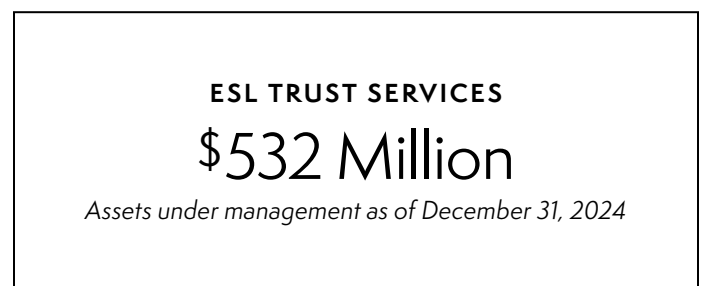 ESL TRUST SERVICES
$532 Million
Assets under management as of December 31, 2024